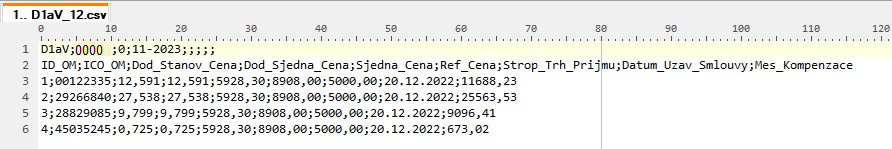 1.. D1aV_12.csv
0 10 20 30 40 50 60 70 80 90 100 110 120
1 D1aV;0000 ;0;11-2023;;;;;
2 ID_OM;ICO_OM;Dod_Stanov_Cena;Dod_Sjedna_Cena;Sjedna_Cena;Ref_Cena;Strop_Trh_Prijmu;Datum_Uzav_Smlouvy;Mes_Kompenzace
3 1;00122335;12,591;12,591;5928,30;8908,00;5000,00;20.12.2022;11688,23
4 2;29266840;27,538;27,538;5928,30;8908,00;5000,00;20.12.2022;25563,53
5 3;28829085;9,799;9,799;5928,30;8908,00;5000,00;20.12.2022;9096,41
6 4;45035245;0,725;0,725;5928,30;8908,00;5000,00;20.12.2022;673,02